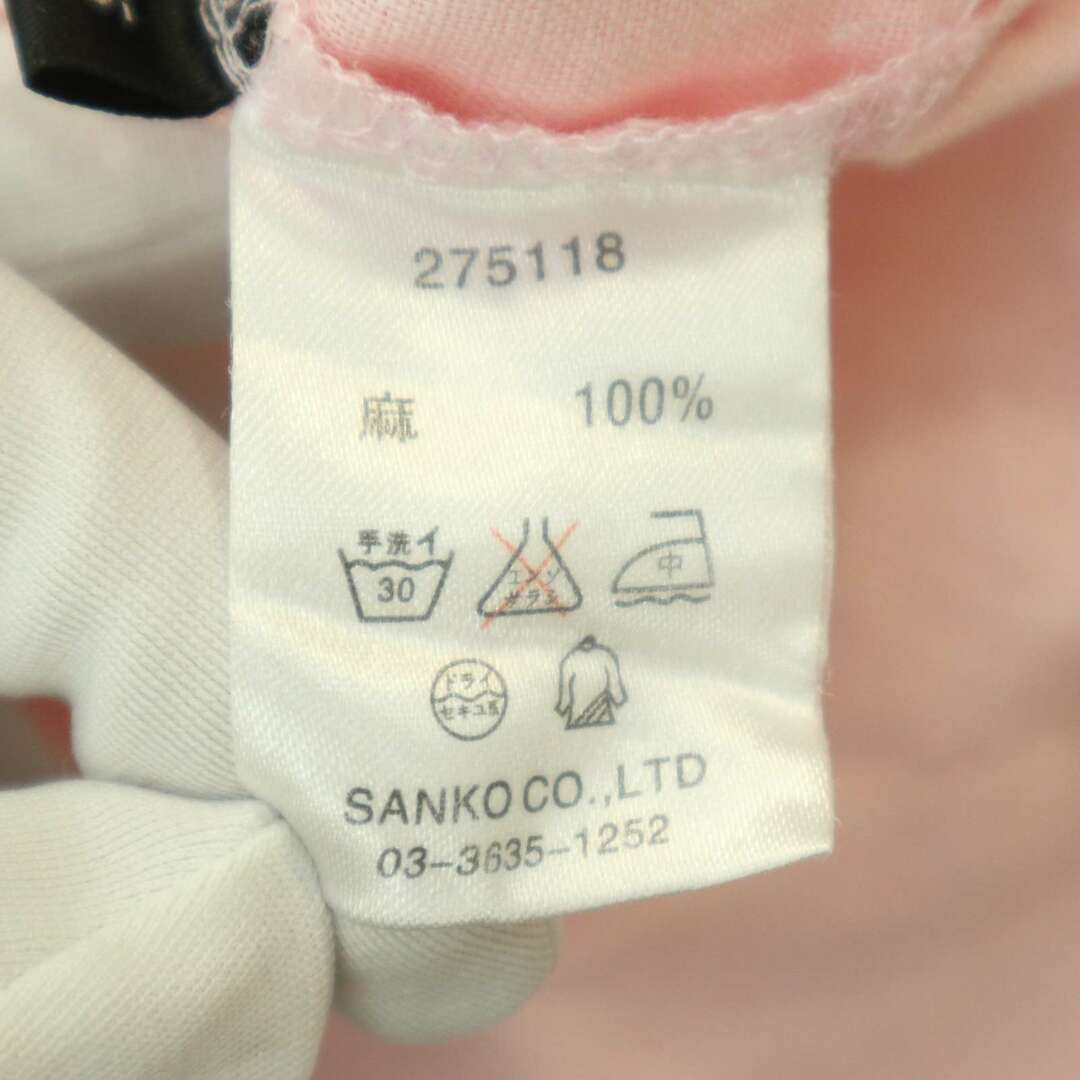 275118
麻 100%
手洗イ
30
エンソ
サラシ
中
ドライ
セキユ系
SANKO CO.,LTD
03-3635-1252